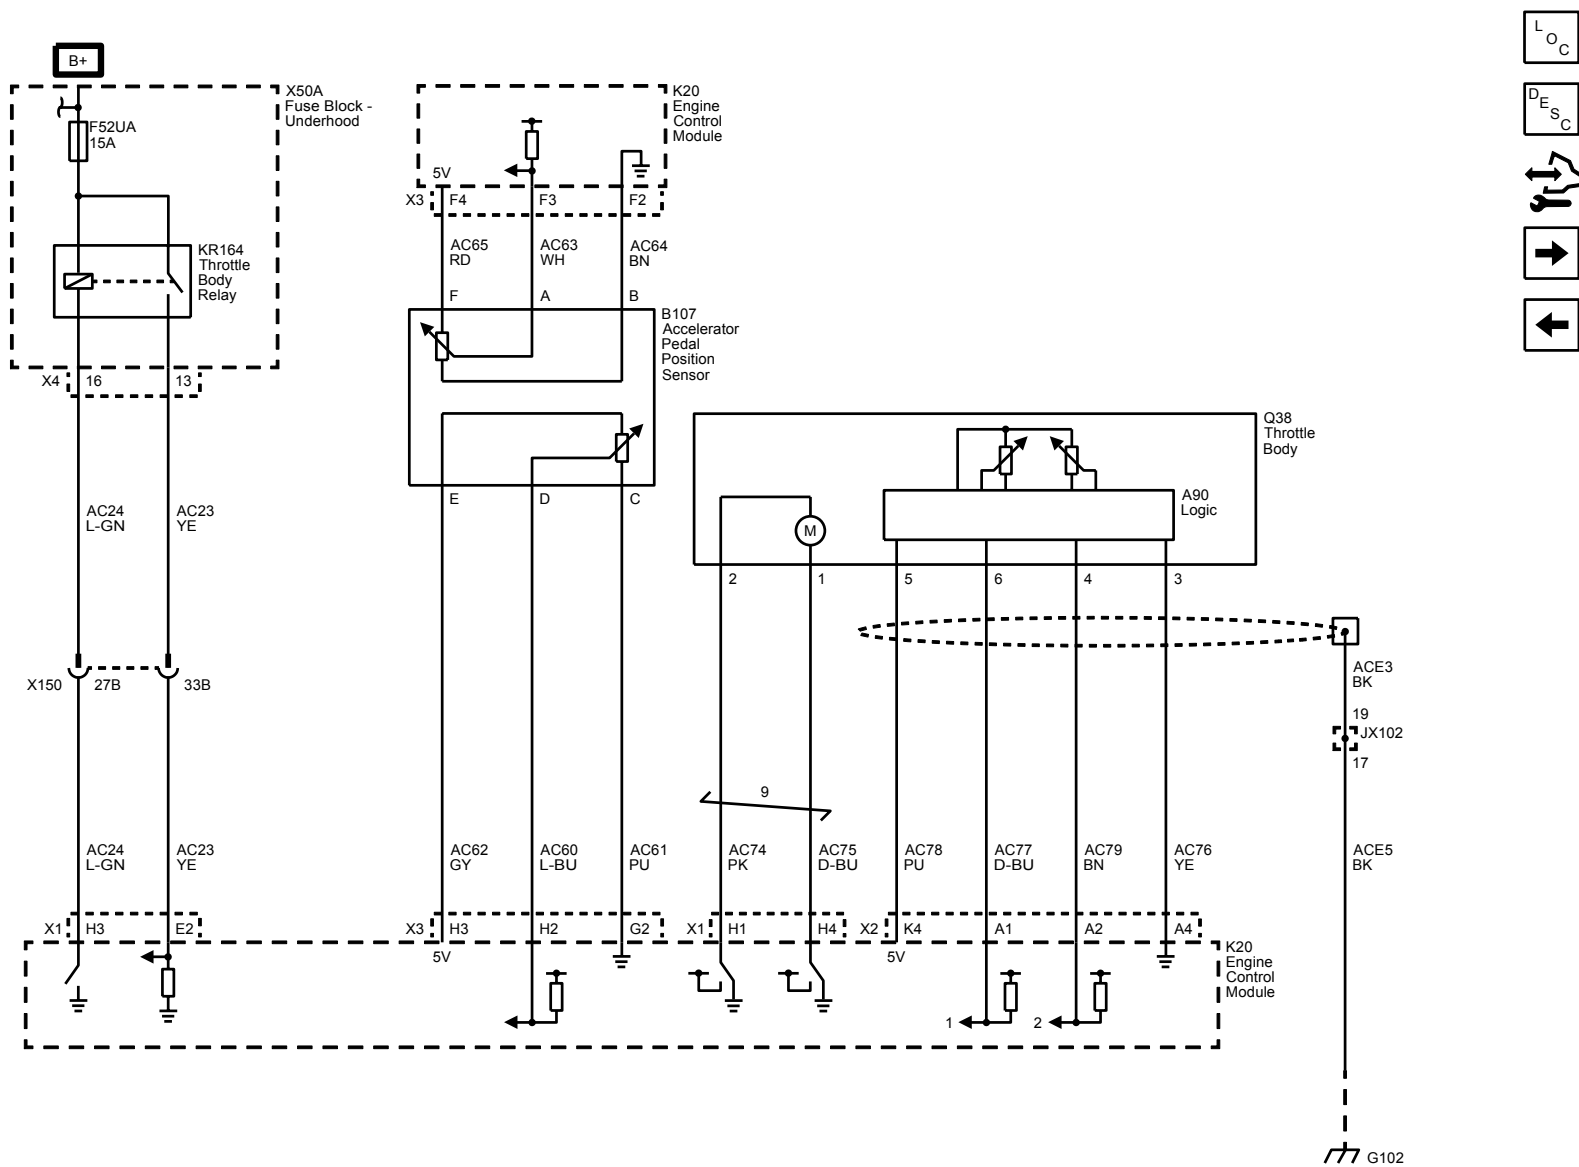 B+
X50A
Fuse Block -
Underhood
F52UA
15A
KR164
Throttle
Body
Relay
X4 16 13
AC24
L-GN
AC23
YE
X150 27B 33B
AC24
L-GN
AC23
YE
X1 H3 E2
K20
Engine
Control
Module
5V
X3 F4 F3 F2
AC65
RD
AC63
WH
AC64
BN
F A B
B107
Accelerator
Pedal
Position
Sensor
E D C
AC62
GY
AC60
L-BU
AC61
PU
X3 H3 H2 G2
5V
Q38
Throttle
Body
A90
Logic
M
2 1 5 6 4 3
9
AC74
PK
AC75
D-BU
AC78
PU
AC77
D-BU
AC79
BN
AC76
YE
X1 H1 H4 X2 K4 A1 A2 A4
5V
1 2
K20
Engine
Control
Module
ACE3
BK
19
JX102
17
ACE5
BK
G102
LOC
DESC